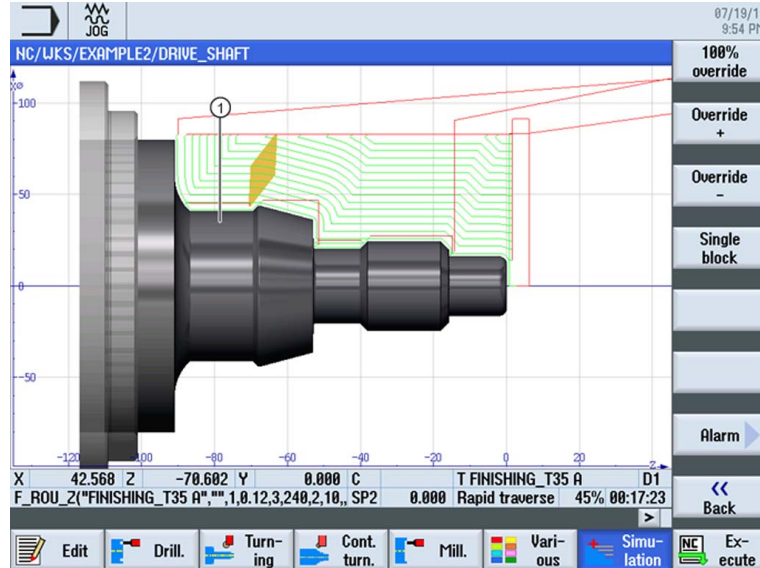 JOG
07/19/1
9:54 PM
NC/WKS/EXAMPLE2/DRIVE_SHAFT
100%
override
Override
+
Override
-
Single
block
Alarm
<<
Back
XØ
100
50
0
-50
1
-120
-100
-80
-60
-40
-20
0
20
Z
X 42.560 Z -70.602 Y 0.000 C T FINISHING_T35 A D1
F_ROU_Z("FINISHING_T35 A","",1,0.12,3,240,2,10,, SP2 0.000 Rapid traverse 45% 00:17:23
>
Edit
Drill.
Turn-
ing
Cont.
turn.
Mill.
Vari-
ous
Simu-
lation
NC
Ex-
ecute